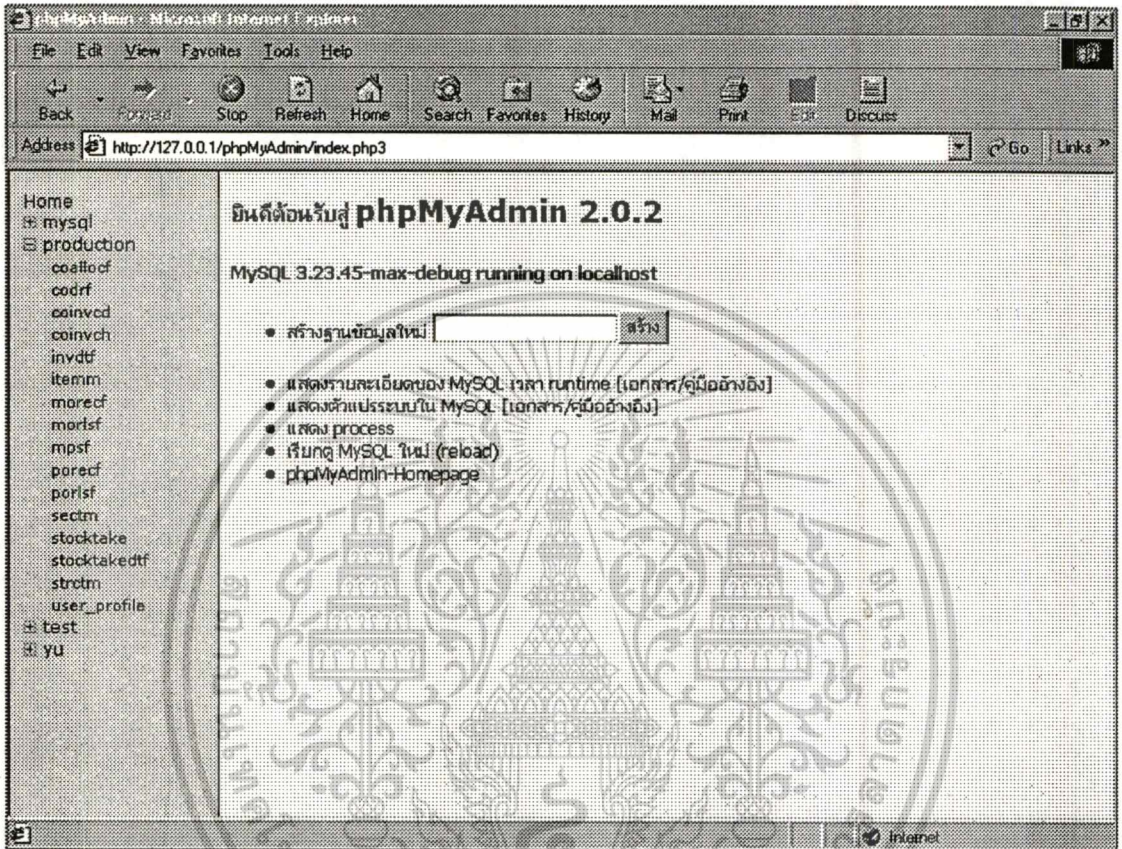 phpMyAdmin - Microsoft Internet Explorer
File Edit View Favorites Tools Help
Back Forward Stop Refresh Home Search Favorites History Mail Print Edit Discuss
Address http://127.0.0.1/phpMyAdmin/index.php3 Go Links »
Home
mysql
production
coallocf
codrf
coinvcd
coinvch
invdtf
itemm
morecf
morlsf
mpsf
porecf
porlsf
sectm
stocktake
stocktakedtf
strctm
user_profile
test
yu
ยินดีต้อนรับสู่ phpMyAdmin 2.0.2
MySQL 3.23.45-max-debug running on localhost
สร้างฐานข้อมูลใหม่ สร้าง
แสดงรายละเอียดของ MySQL เวลา runtime [เอกสาร/คู่มืออ้างอิง]
แสดงตัวแปรระบบใน MySQL [เอกสาร/คู่มืออ้างอิง]
แสดง process
เรียกดู MySQL ใหม่ (reload)
phpMyAdmin-Homepage
Internet